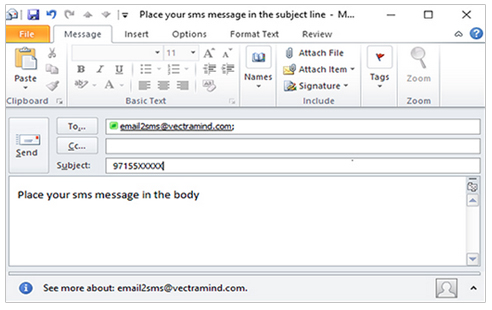 Place your sms message in the subject line - M...
File Message Insert Options Format Text Review
Paste
Clipboard
11
B I U
Basic Text
Names
Attach File
Attach Item
Signature
Include
Tags
Zoom
Zoom
Send
To...
email2sms@vectramind.com;
Cc...
Subject:
97155XXXXX
Place your sms message in the body
See more about: email2sms@vectramind.com.